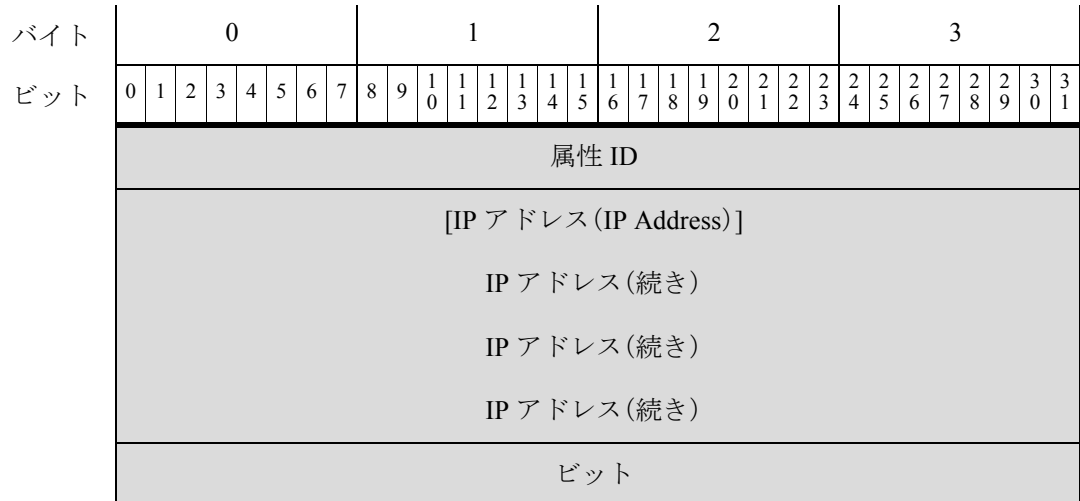 バイト 0 1 2 3
ビット 0 1 2 3 4 5 6 7 8 9 10 11 12 13 14 15 16 17 18 19 20 21 22 23 24 25 26 27 28 29 30 31
属性 ID
[IP アドレス(IP Address)]
IP アドレス(続き)
IP アドレス(続き)
IP アドレス(続き)
ビット